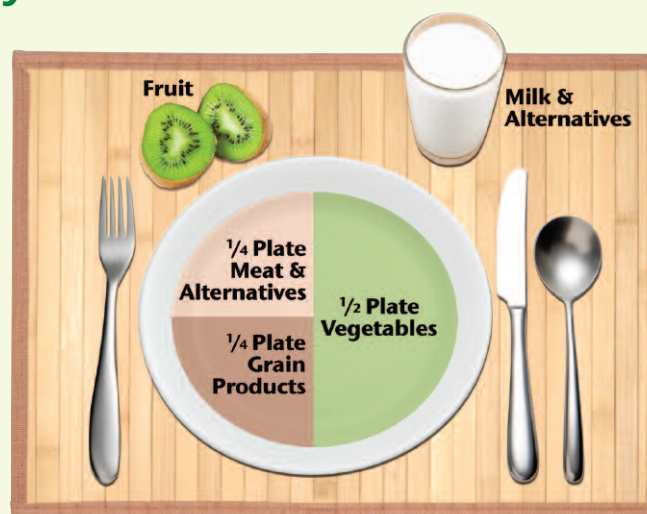 Fruit
Milk &
Alternatives
¼ Plate
Meat &
Alternatives
½ Plate
Vegetables
¼ Plate
Grain
Products